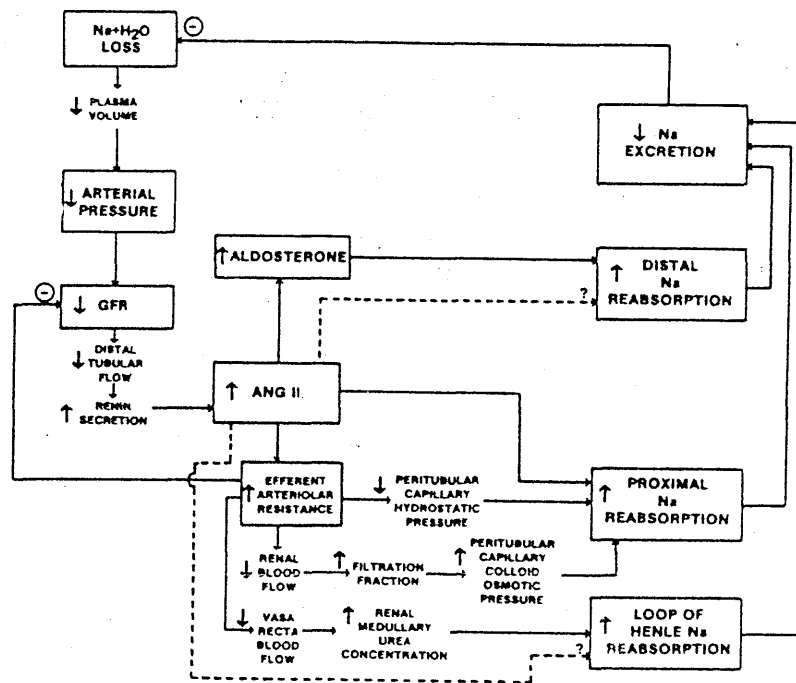 Na+H₂O
LOSS
⊖
↓ PLASMA
VOLUME
↓ Na
EXCRETION
↓ ARTERIAL
PRESSURE
↑ ALDOSTERONE
↑ DISTAL
Na
REABSORPTION
?
⊖
↓ GFR
↓ DISTAL
TUBULAR
FLOW
↑ RENIN
SECRETION
↑ ANG II
↑ EFFERENT
ARTERIOLAR
RESISTANCE
↓ PERITUBULAR
CAPILLARY
HYDROSTATIC
PRESSURE
↑ PROXIMAL
Na
REABSORPTION
↓ RENAL
BLOOD
FLOW
↑ FILTRATION
FRACTION
↑ PERITUBULAR
CAPILLARY
COLLOID
OSMOTIC
PRESSURE
↓ VASA
RECTA
BLOOD
FLOW
↑ RENAL
MEDULLARY
UREA
CONCENTRATION
?
↑ LOOP OF
HENLE Na
REABSORPTION